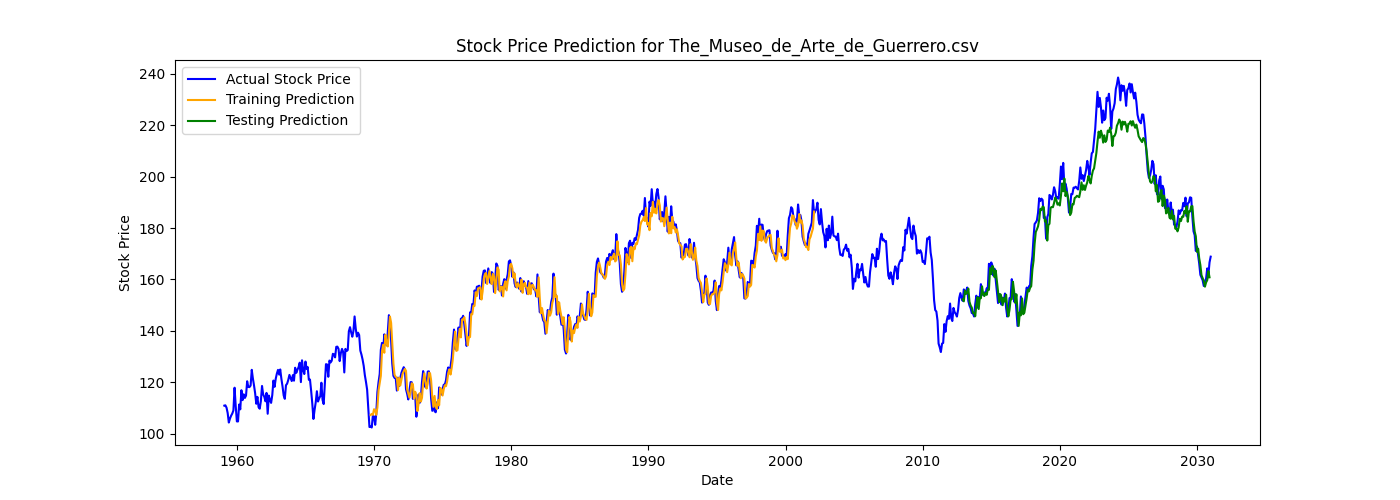 Stock Price Prediction for The_Museo_de_Arte_de_Guerrero.csv
Actual Stock Price
Training Prediction
Testing Prediction
Stock Price
240
220
200
180
160
140
120
100
1960 1970 1980 1990 2000 2010 2020 2030
Date